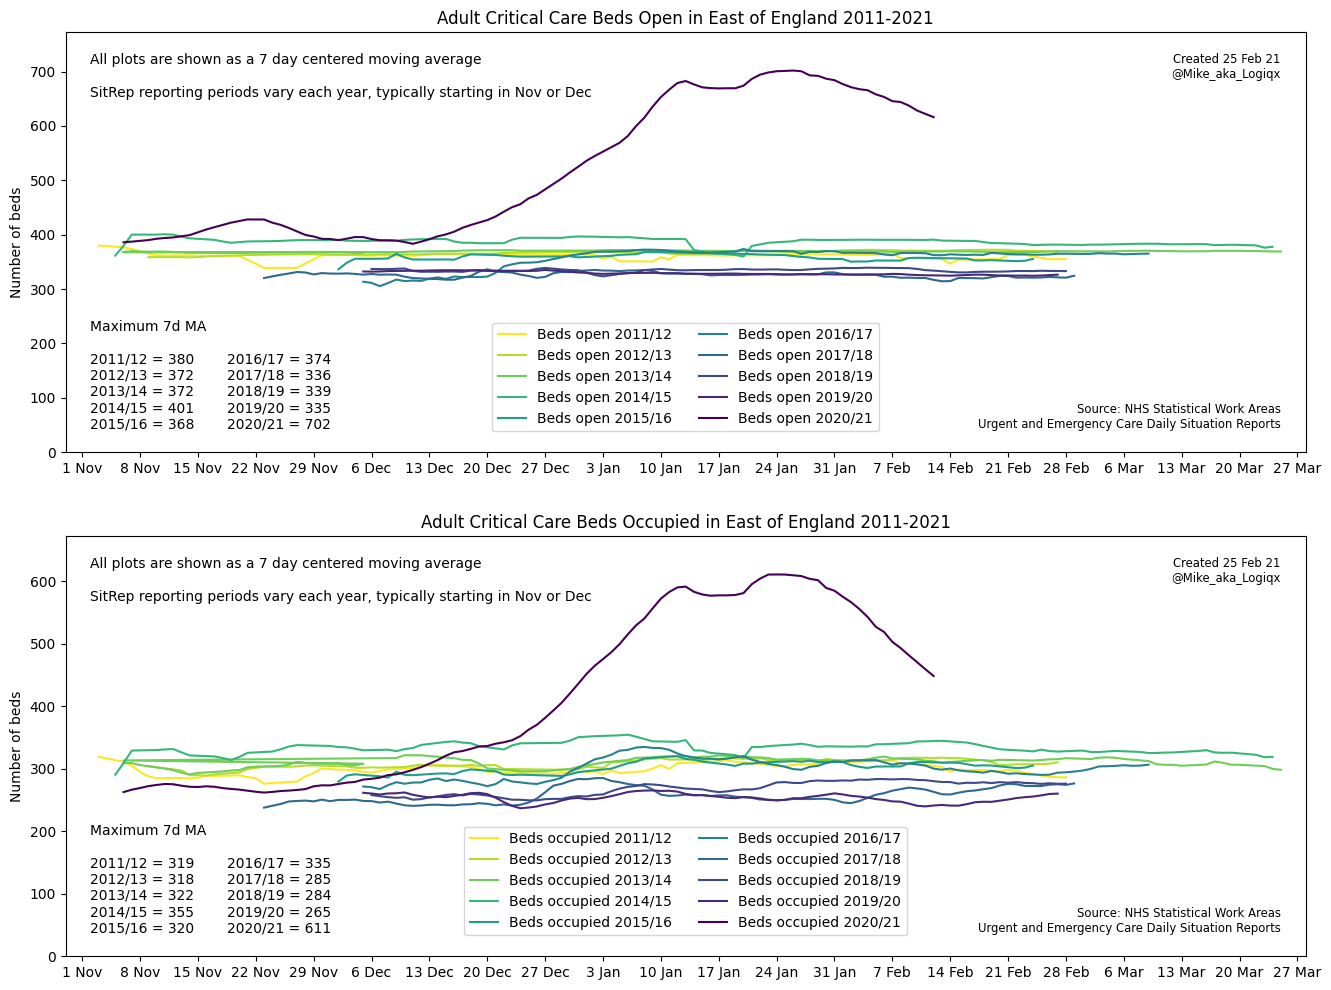 Adult Critical Care Beds Open in East of England 2011-2021
All plots are shown as a 7 day centered moving average
Created 25 Feb 21
@Mike_aka_Logiqx
SitRep reporting periods vary each year, typically starting in Nov or Dec
Number of beds
700
600
500
400
300
200
100
0
Maximum 7d MA
2011/12 = 380 2016/17 = 374
2012/13 = 372 2017/18 = 336
2013/14 = 372 2018/19 = 339
2014/15 = 401 2019/20 = 335
2015/16 = 368 2020/21 = 702
Beds open 2011/12 Beds open 2016/17
Beds open 2012/13 Beds open 2017/18
Beds open 2013/14 Beds open 2018/19
Beds open 2014/15 Beds open 2019/20
Beds open 2015/16 Beds open 2020/21
Source: NHS Statistical Work Areas
Urgent and Emergency Care Daily Situation Reports
1 Nov 8 Nov 15 Nov 22 Nov 29 Nov 6 Dec 13 Dec 20 Dec 27 Dec 3 Jan 10 Jan 17 Jan 24 Jan 31 Jan 7 Feb 14 Feb 21 Feb 28 Feb 6 Mar 13 Mar 20 Mar 27 Mar
Adult Critical Care Beds Occupied in East of England 2011-2021
All plots are shown as a 7 day centered moving average
Created 25 Feb 21
@Mike_aka_Logiqx
SitRep reporting periods vary each year, typically starting in Nov or Dec
Number of beds
600
500
400
300
200
100
0
Maximum 7d MA
2011/12 = 319 2016/17 = 335
2012/13 = 318 2017/18 = 285
2013/14 = 322 2018/19 = 284
2014/15 = 355 2019/20 = 265
2015/16 = 320 2020/21 = 611
Beds occupied 2011/12 Beds occupied 2016/17
Beds occupied 2012/13 Beds occupied 2017/18
Beds occupied 2013/14 Beds occupied 2018/19
Beds occupied 2014/15 Beds occupied 2019/20
Beds occupied 2015/16 Beds occupied 2020/21
Source: NHS Statistical Work Areas
Urgent and Emergency Care Daily Situation Reports
1 Nov 8 Nov 15 Nov 22 Nov 29 Nov 6 Dec 13 Dec 20 Dec 27 Dec 3 Jan 10 Jan 17 Jan 24 Jan 31 Jan 7 Feb 14 Feb 21 Feb 28 Feb 6 Mar 13 Mar 20 Mar 27 Mar